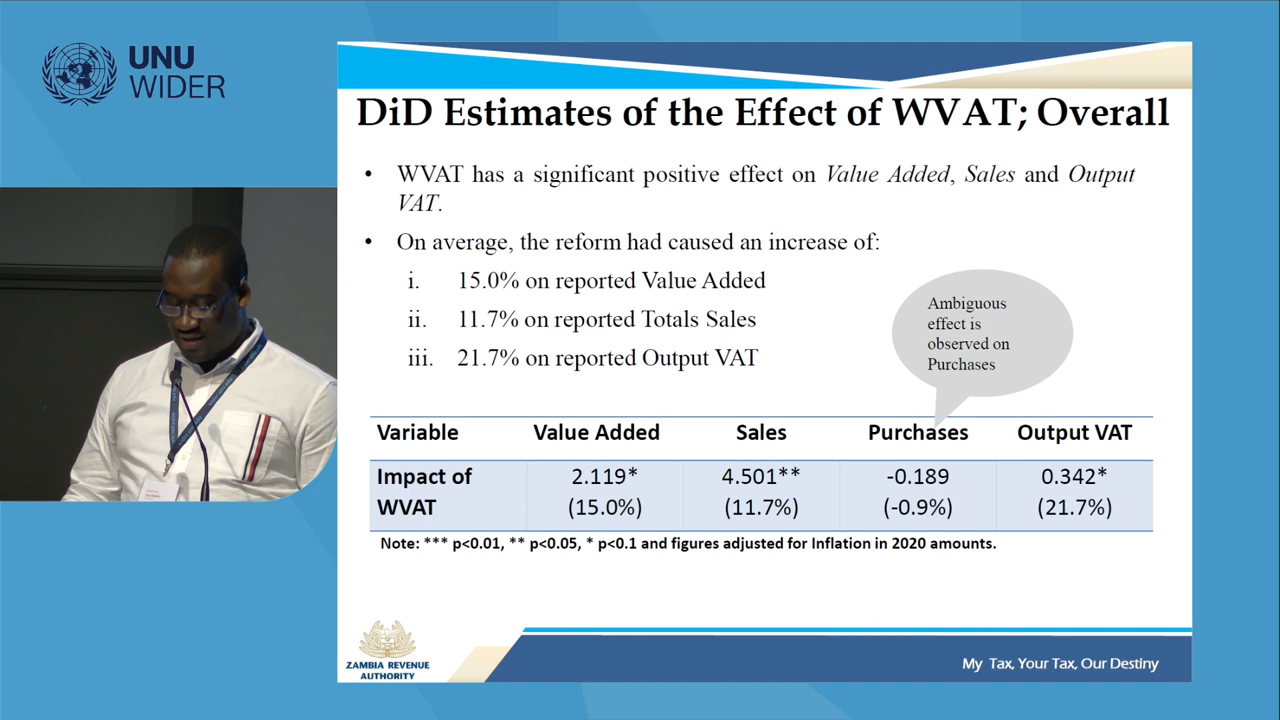 UNU
WIDER
DiD Estimates of the Effect of WVAT; Overall
• WVAT has a significant positive effect on Value Added, Sales and Output
VAT.
• On average, the reform had caused an increase of:
i. 15.0% on reported Value Added
ii. 11.7% on reported Totals Sales
iii. 21.7% on reported Output VAT
Ambiguous
effect is
observed on
Purchases
Variable Value Added Sales Purchases Output VAT
Impact of 2.119* 4.501** -0.189 0.342*
WVAT (15.0%) (11.7%) (-0.9%) (21.7%)
Note: *** p<0.01, ** p<0.05, * p<0.1 and figures adjusted for Inflation in 2020 amounts.
ZAMBIA REVENUE
AUTHORITY
My Tax, Your Tax, Our Destiny